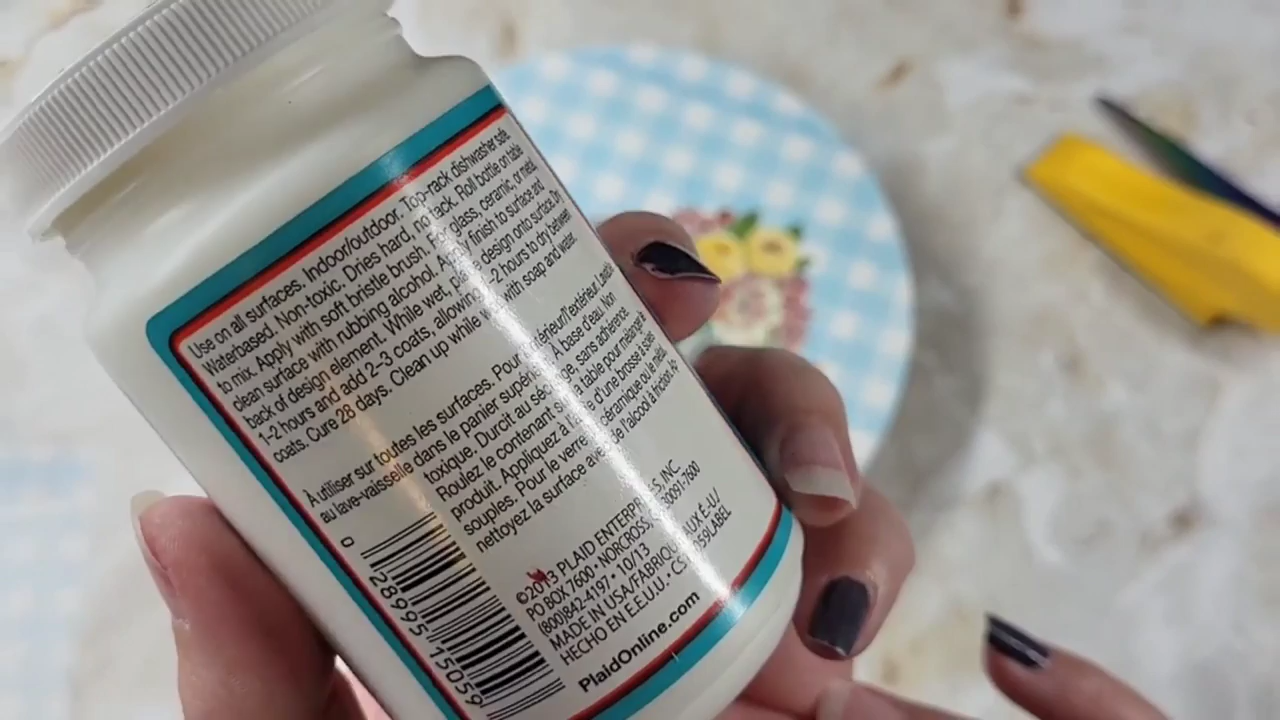 Use on all surfaces. Indoor/outdoor. Top-rack dishwasher safe.
Waterbased. Non-toxic. Dries hard, no tack. Roll bottle on table
to mix. Apply with soft bristle brush. For glass, ceramic, or metal,
clean surface with rubbing alcohol. Apply finish to surface and
back of design element. While wet, place design onto surface. Dry
1-2 hours and add 2-3 coats, allowing 1-2 hours to dry between
coats. Cure 28 days. Clean up while wet with soap and water.
À utiliser sur toutes les surfaces. Pour l'intérieur/l'extérieur. Lavable
au lave-vaisselle dans le panier supérieur. À base d'eau. Non
toxique. Durcit au séchage, sans adhérence.
Roulez le contenant sur la table pour mélanger le
produit. Appliquez à l'aide d'une brosse à soies
souples. Pour le verre, céramique ou le métal,
nettoyez la surface avec de l'alcool à friction.
©2013 PLAID ENTERPRISES, INC.
PO BOX 7600 • NORCROSS, 30091-7600
(800)842-4197 • 10/13
MADE IN USA/FABRIQUÉ AUX É-U/
HECHO EN E.E.U.U. • CS 59LABEL
PlaidOnline.com
0 28995 15059